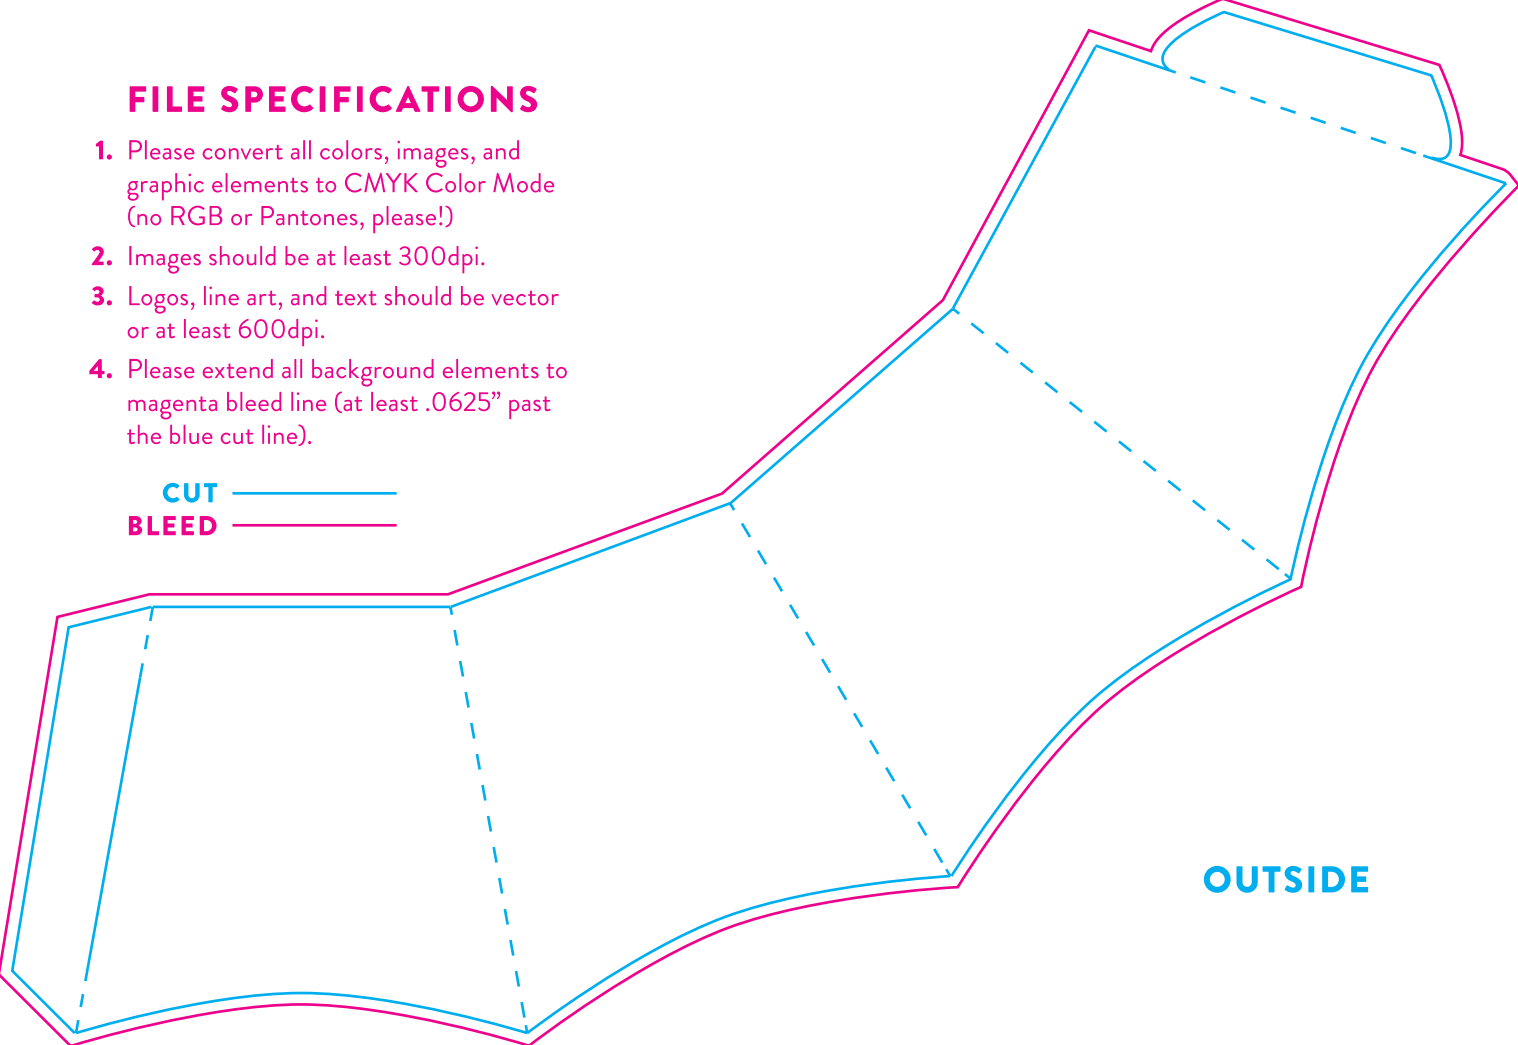 FILE SPECIFICATIONS
1. Please convert all colors, images, and
graphic elements to CMYK Color Mode
(no RGB or Pantones, please!)
2. Images should be at least 300dpi.
3. Logos, line art, and text should be vector
or at least 600dpi.
4. Please extend all background elements to
magenta bleed line (at least .0625” past
the blue cut line).
CUT
BLEED
OUTSIDE